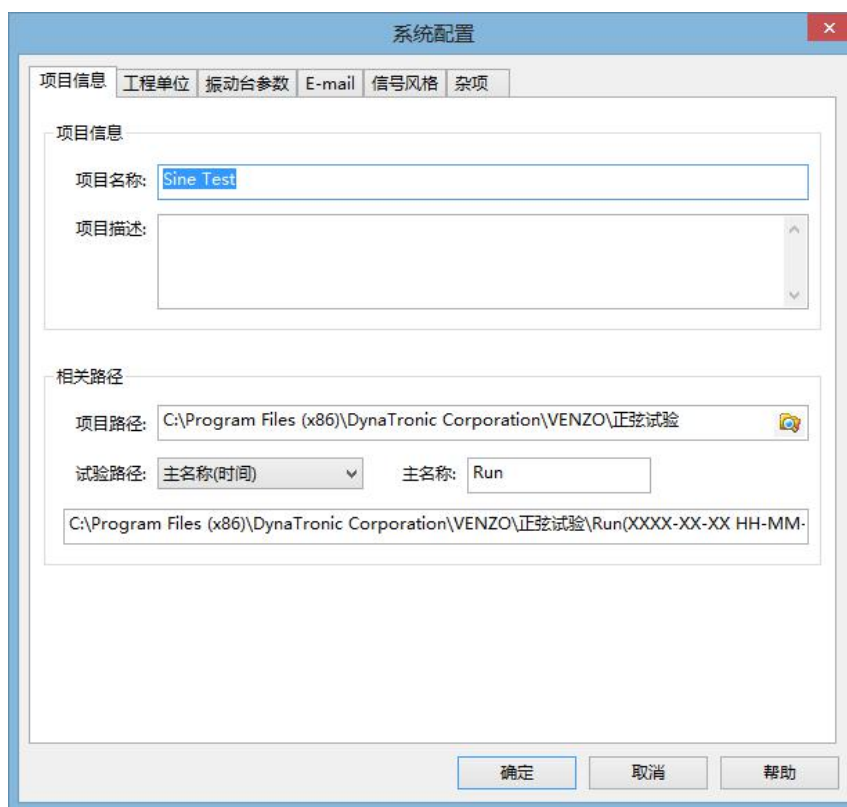 系统配置
项目信息 工程单位 振动台参数 E-mail 信号风格 杂项
项目信息
项目名称: Sine Test
项目描述:
相关路径
项目路径: C:\Program Files (x86)\DynaTronic Corporation\VENZO\正弦试验
试验路径: 主名称(时间) 主名称: Run
C:\Program Files (x86)\DynaTronic Corporation\VENZO\正弦试验\Run(XXXX-XX-XX HH-MM-
确定 取消 帮助